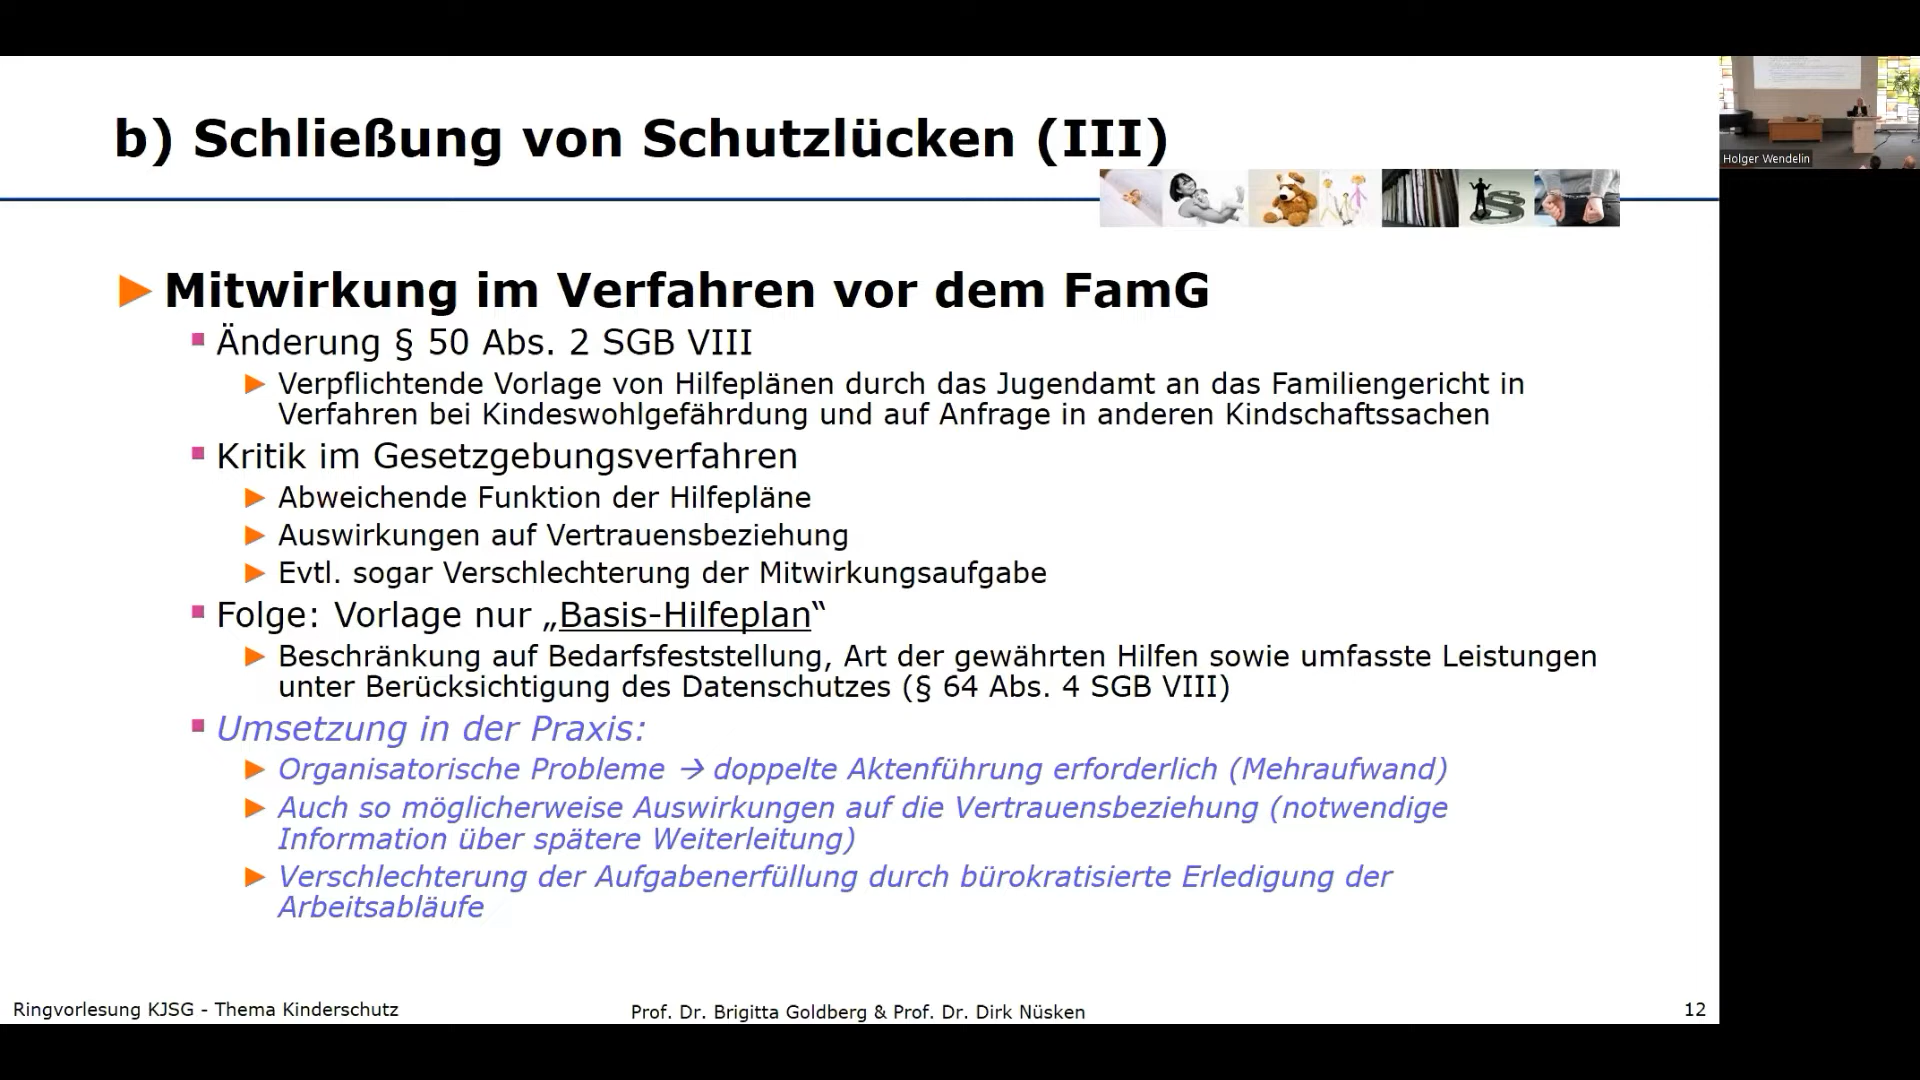 b) Schließung von Schutzlücken (III)
Holger Wendelin
Mitwirkung im Verfahren vor dem FamG
Änderung § 50 Abs. 2 SGB VIII
Verpflichtende Vorlage von Hilfeplänen durch das Jugendamt an das Familiengericht in
Verfahren bei Kindeswohlgefährdung und auf Anfrage in anderen Kindschaftssachen
Kritik im Gesetzgebungsverfahren
Abweichende Funktion der Hilfepläne
Auswirkungen auf Vertrauensbeziehung
Evtl. sogar Verschlechterung der Mitwirkungsaufgabe
Folge: Vorlage nur „Basis-Hilfeplan“
Beschränkung auf Bedarfsfeststellung, Art der gewährten Hilfen sowie umfasste Leistungen
unter Berücksichtigung des Datenschutzes (§ 64 Abs. 4 SGB VIII)
Umsetzung in der Praxis:
Organisatorische Probleme → doppelte Aktenführung erforderlich (Mehraufwand)
Auch so möglicherweise Auswirkungen auf die Vertrauensbeziehung (notwendige
Information über spätere Weiterleitung)
Verschlechterung der Aufgabenerfüllung durch bürokratisierte Erledigung der
Arbeitsabläufe
Ringvorlesung KJSG - Thema Kinderschutz
Prof. Dr. Brigitta Goldberg & Prof. Dr. Dirk Nüsken
12